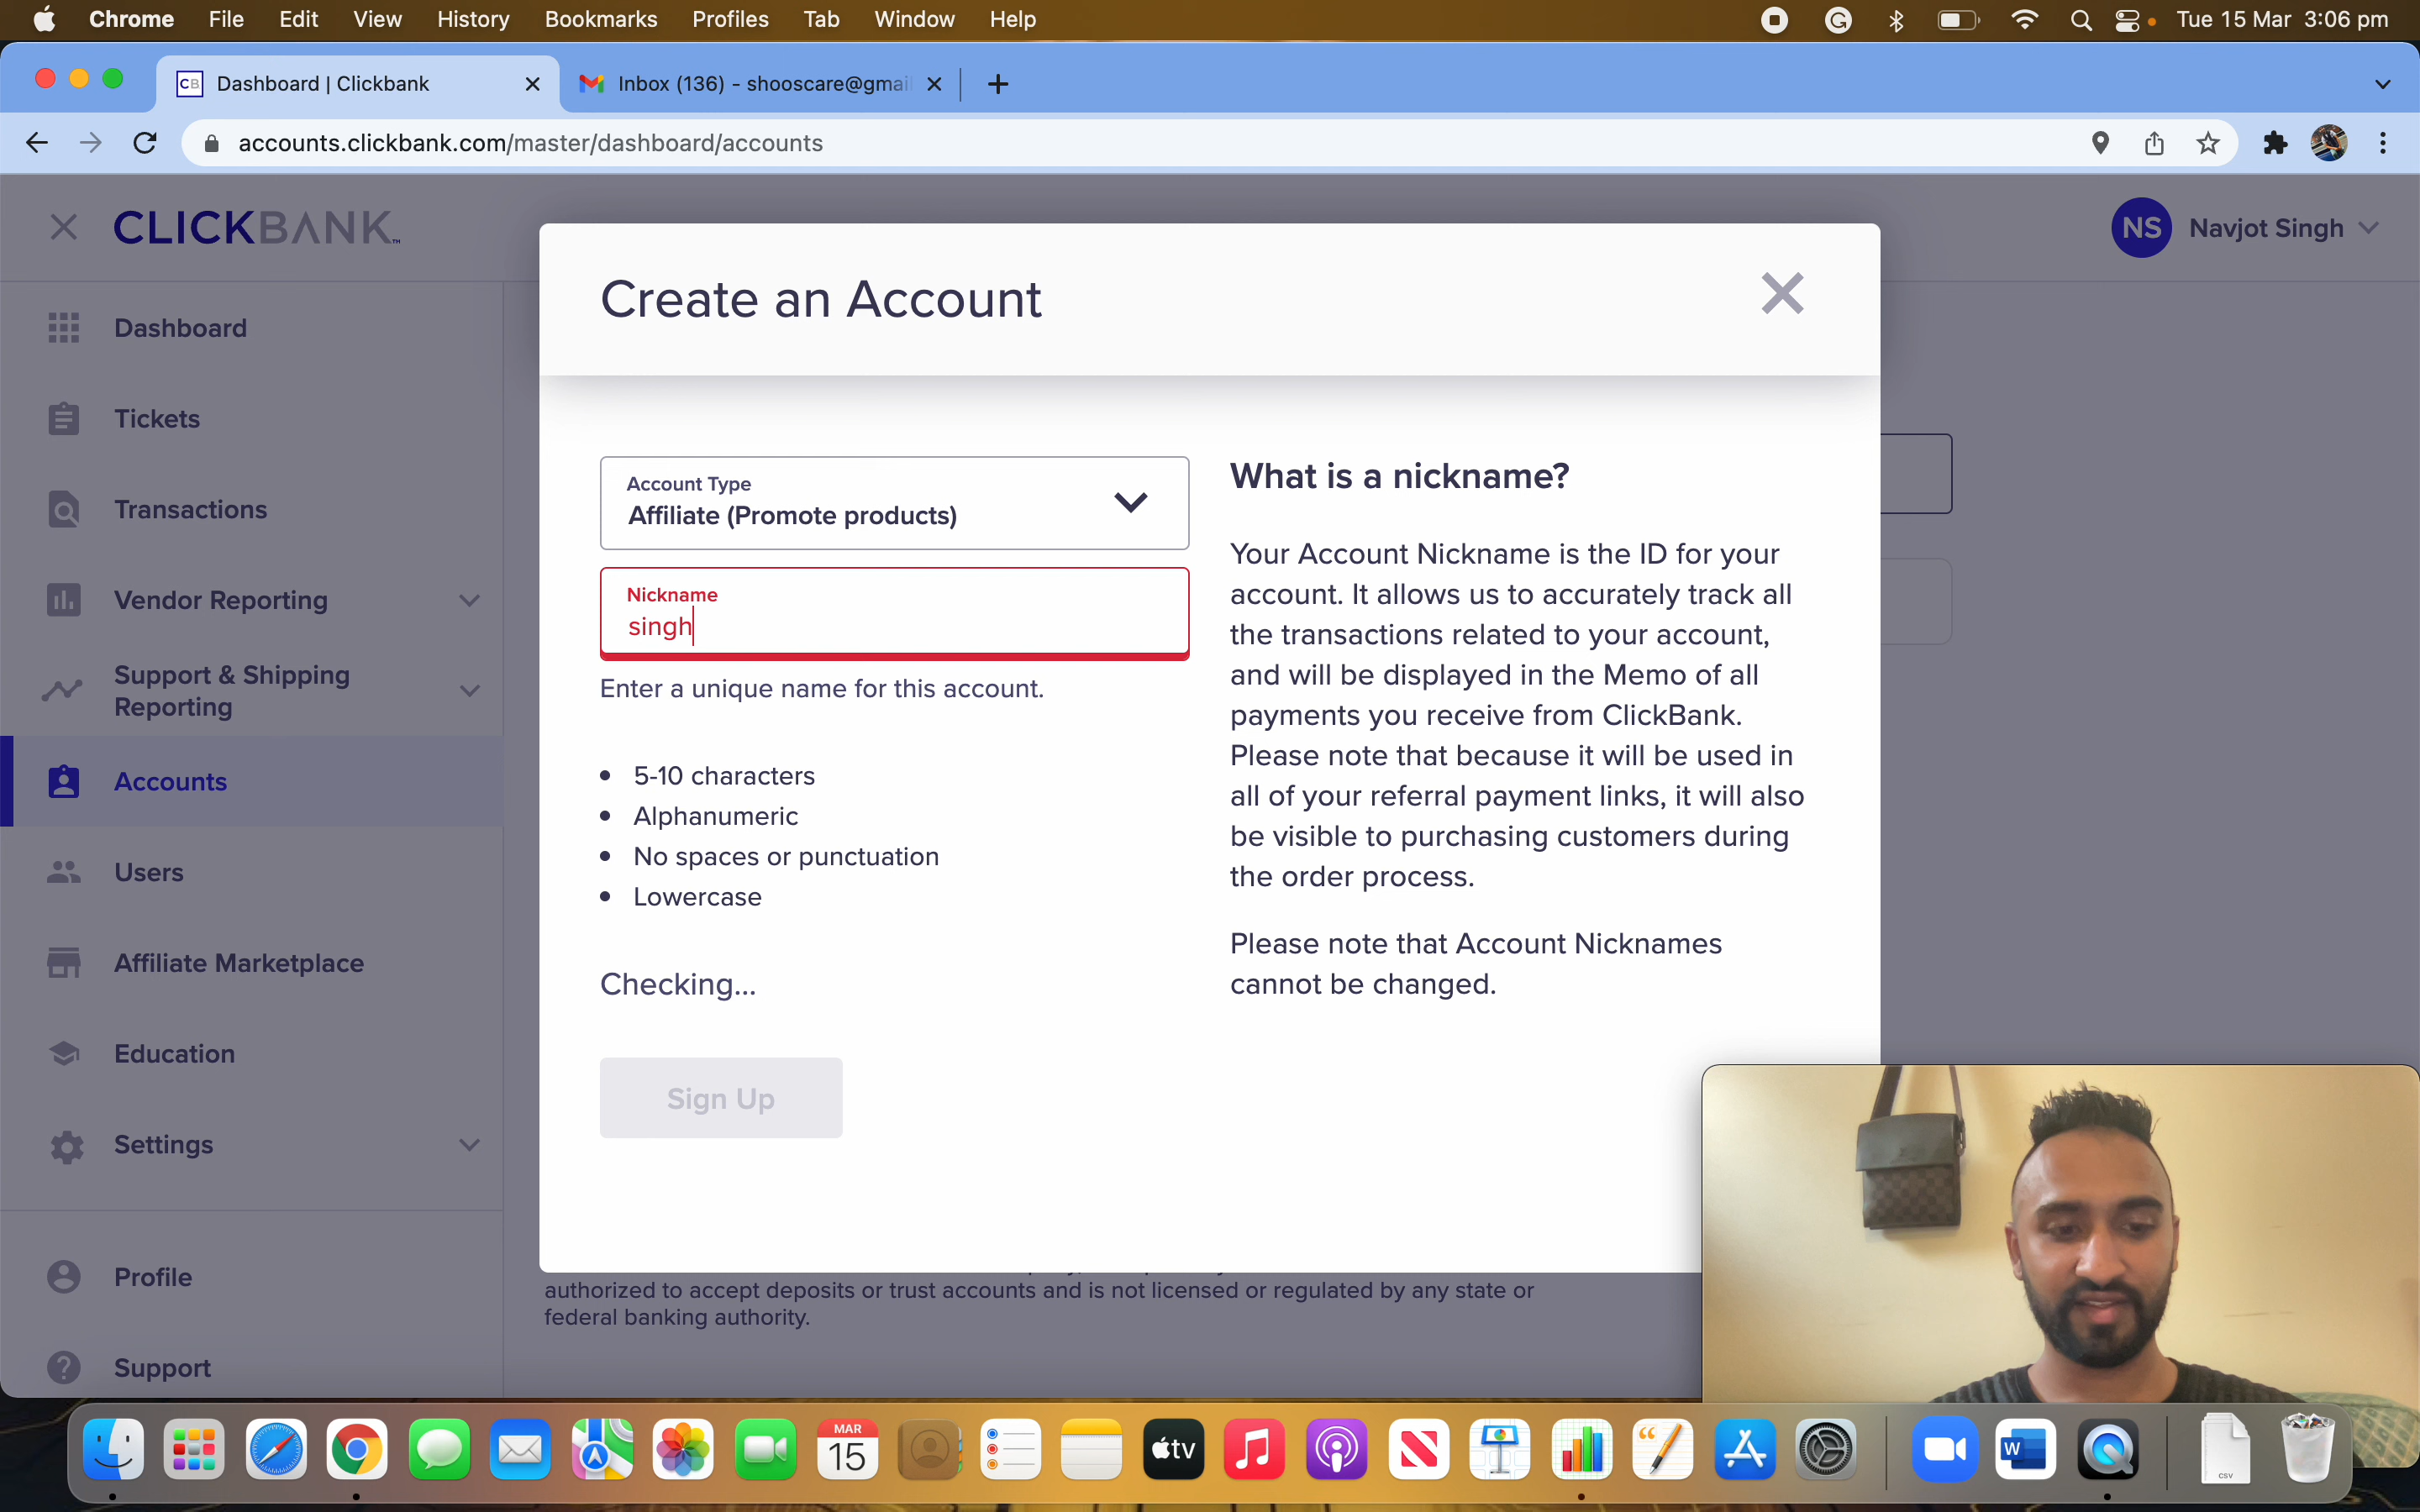 Chrome File Edit View History Bookmarks Profiles Tab Window Help Tue 15 Mar 3:06 pm
CB Dashboard | Clickbank Inbox (136) - shooscare@gmai
accounts.clickbank.com/master/dashboard/accounts
CLICKBANK™ NS Navjot Singh
Dashboard
Tickets
Transactions
Vendor Reporting
Support & Shipping
Reporting
Accounts
Users
Affiliate Marketplace
Education
Settings
Profile
Support
Create an Account
Account Type
Affiliate (Promote products)
Nickname
singh
Enter a unique name for this account.
• 5-10 characters
• Alphanumeric
• No spaces or punctuation
• Lowercase
Checking...
Sign Up
What is a nickname?
Your Account Nickname is the ID for your
account. It allows us to accurately track all
the transactions related to your account,
and will be displayed in the Memo of all
payments you receive from ClickBank.
Please note that because it will be used in
all of your referral payment links, it will also
be visible to purchasing customers during
the order process.
Please note that Account Nicknames
cannot be changed.
authorized to accept deposits or trust accounts and is not licensed or regulated by any state or
federal banking authority.
MAR
15
tv
W
CSV